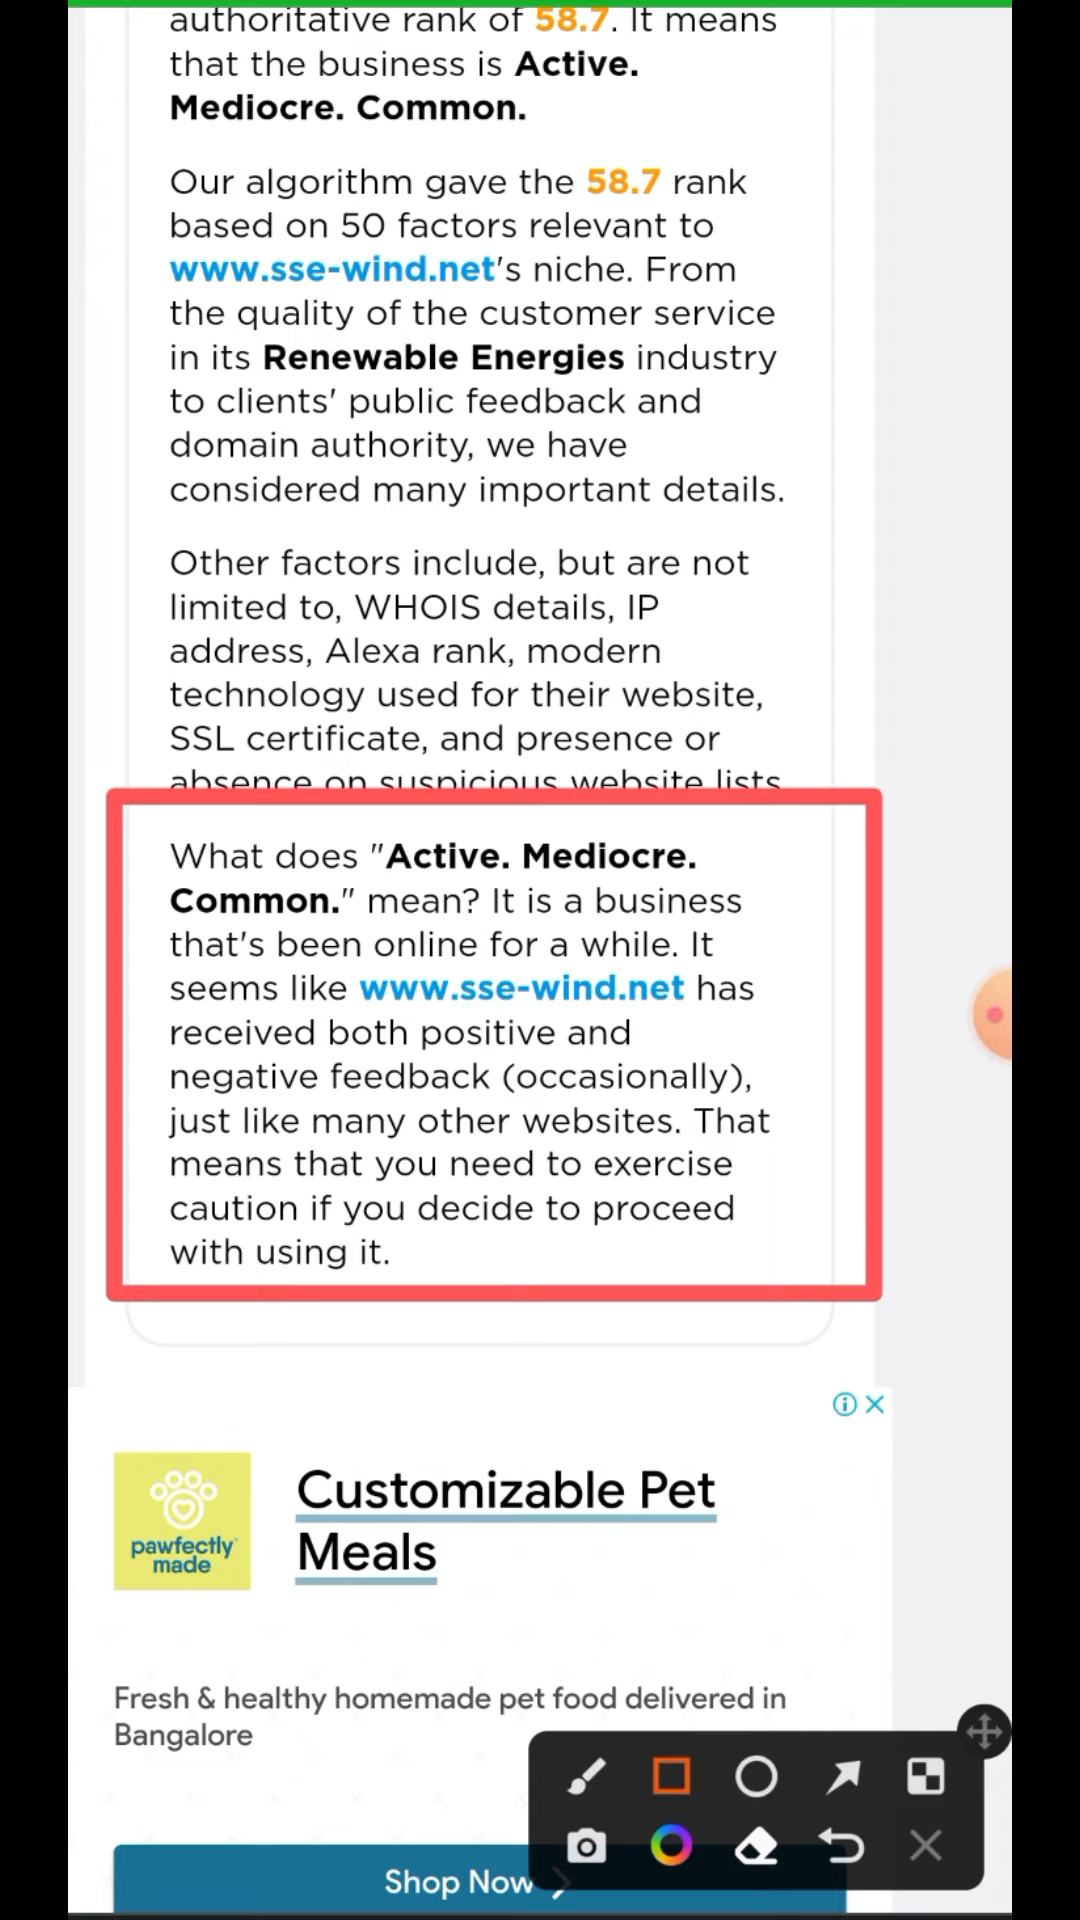 authoritative rank of 58.7. It means
that the business is Active.
Mediocre. Common.
Our algorithm gave the 58.7 rank
based on 50 factors relevant to
www.sse-wind.net's niche. From
the quality of the customer service
in its Renewable Energies industry
to clients' public feedback and
domain authority, we have
considered many important details.
Other factors include, but are not
limited to, WHOIS details, IP
address, Alexa rank, modern
technology used for their website,
SSL certificate, and presence or
absence on suspicious website lists
What does "Active. Mediocre.
Common." mean? It is a business
that's been online for a while. It
seems like www.sse-wind.net has
received both positive and
negative feedback (occasionally),
just like many other websites. That
means that you need to exercise
caution if you decide to proceed
with using it.
pawfectly
made
Customizable Pet
Meals
Fresh & healthy homemade pet food delivered in
Bangalore
Shop Now